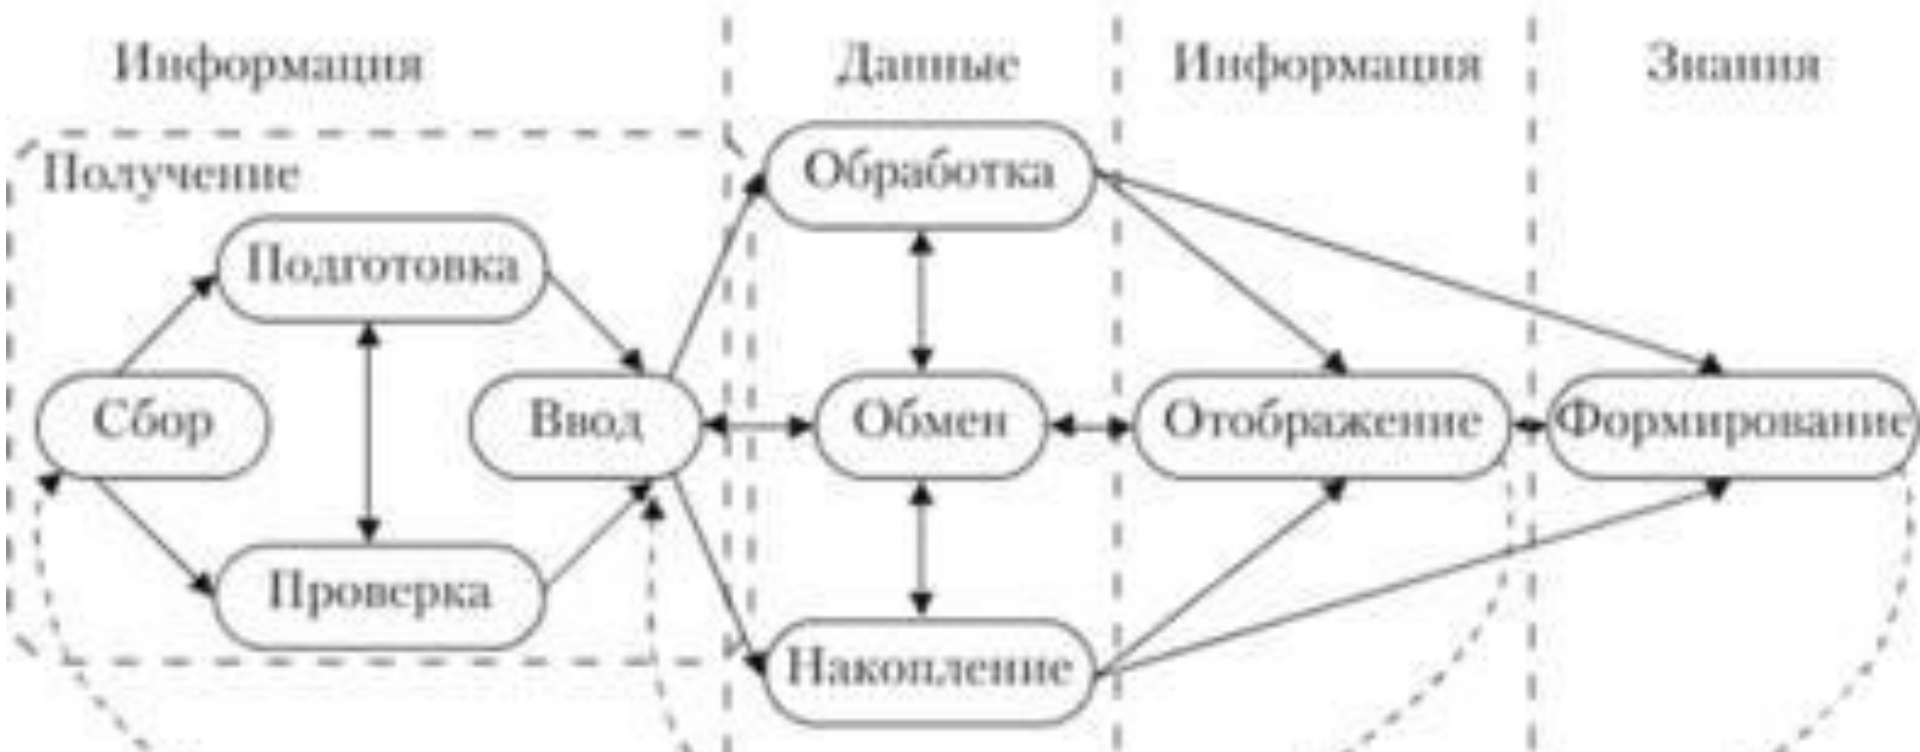 Информация
Данные
Информация
Знания
Получение
Обработка
Подготовка
Сбор
Ввод
Обмен
Отображение
Формирование
Проверка
Накопление